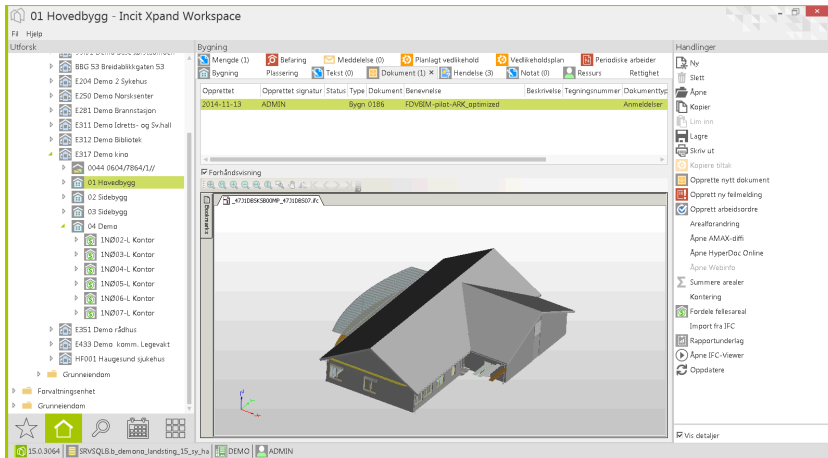 01 Hovedbygg - Incit Xpand Workspace
Fil Hjelp
Utforsk
BBG 53 Breidablikkgaten 53
E204 Demo 2 Sykehus
E250 Demo Norsksenter
E281 Demo Brannstasjon
E311 Demo Idretts- og Sv.hall
E312 Demo Bibliotek
E317 Demo kino
0044 0604/7864/1//
01 Hovedbygg
02 Sidebygg
03 Sidebygg
04 Demo
1NØ02-L Kontor
1NØ03-L Kontor
1NØ04-L Kontor
1NØ05-L Kontor
1NØ06-L Kontor
1NØ07-L Kontor
E351 Demo rådhus
E433 Demo komm. Legevakt
HF001 Haugesund sjukehus
Grunneiendom
Forvaltningsenhet
Grunneiendom
Bygning
Mengde (1) Befaring Meddelelse (0) Planlagt vedlikehold Vedlikeholdsplan Periodiske arbeider
Bygning Plassering Tekst (0) Dokument (1) × Hendelse (3) Notat (0) Ressurs Rettighet
Opprettet Opprettet signatur Status Type Dokument Benevnelse Beskrivelse Tegningsnummer Dokumenttyp
2014-11-13 ADMIN Bygn 0186 FDVBIM-pilot-ARK_optimized Anmeldelser
Forhåndsvisning
Bookmarks
Handlinger
Ny
Slett
Åpne
Kopier
Lim inn
Lagre
Skriv ut
Kopiere tiltak
Opprette nytt dokument
Opprett ny feilmelding
Opprett arbeidsordre
Arealforandring
Åpne AMAX-diff
Åpne HyperDoc Online
Åpne Webinfo
Summere arealer
Kontering
Fordele fellesareal
Import fra IFC
Rapportunderlag
Åpne IFC-Viewer
Oppdatere
Vis detaljer
15.0.3064 SRVSQL8.b_demono_landsting_15_sy_ha DEMO ADMIN